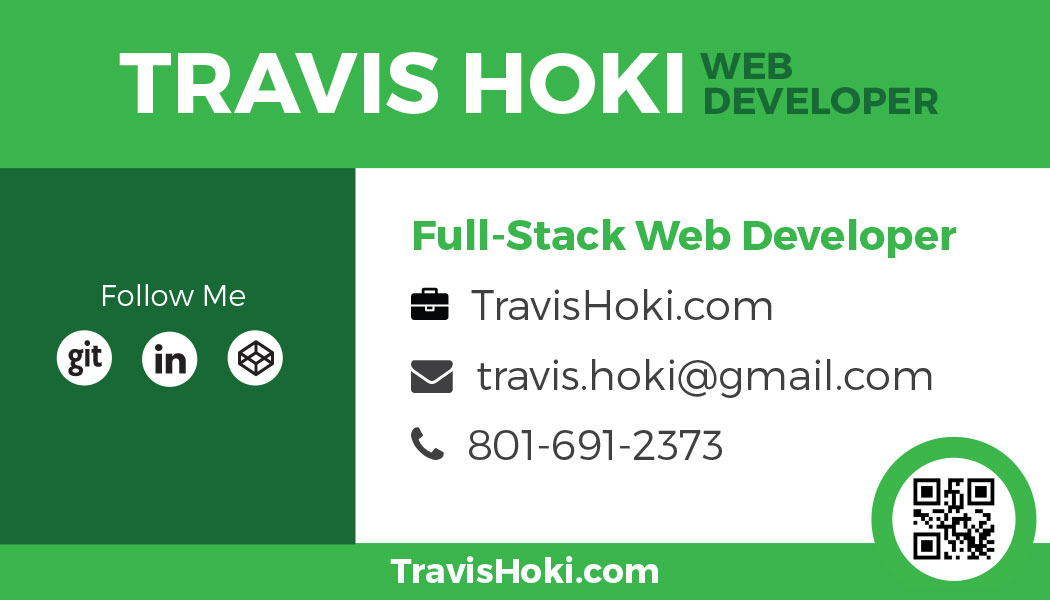 TRAVIS HOKI
WEB
DEVELOPER
Follow Me
git
in
Full-Stack Web Developer
TravisHoki.com
travis.hoki@gmail.com
801-691-2373
TravisHoki.com